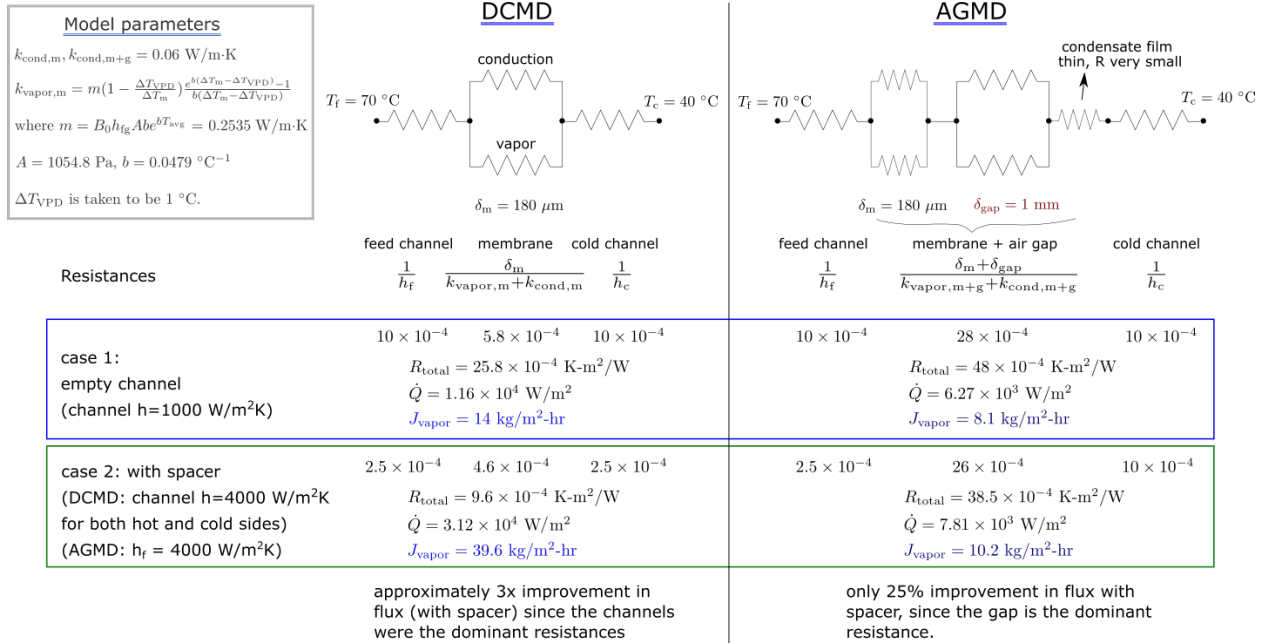 DCMD
AGMD
Model parameters
k_cond,m, k_cond,m+g = 0.06 W/m·K
k_vapor,m = m(1 − ΔT_VPD/ΔT_m) (e^{b(ΔT_m−ΔT_VPD)}−1)/(b(ΔT_m−ΔT_VPD))
where m = B₀h_fg Abe^{bT_avg} = 0.2535 W/m·K
A = 1054.8 Pa, b = 0.0479 °C⁻¹
ΔT_VPD is taken to be 1 °C.
conduction
T_f = 70 °C
T_c = 40 °C
vapor
δ_m = 180 μm
condensate film
thin, R very small
T_f = 70 °C
T_c = 40 °C
δ_m = 180 μm δ_gap = 1 mm
feed channel membrane cold channel
feed channel membrane + air gap cold channel
Resistances
1/h_f δ_m/(k_vapor,m+k_cond,m) 1/h_c
1/h_f (δ_m+δ_gap)/(k_vapor,m+g+k_cond,m+g) 1/h_c
case 1:
empty channel
(channel h=1000 W/m²K)
10 × 10⁻⁴ 5.8 × 10⁻⁴ 10 × 10⁻⁴
R_total = 25.8 × 10⁻⁴ K-m²/W
Q̇ = 1.16 × 10⁴ W/m²
J_vapor = 14 kg/m²-hr
10 × 10⁻⁴ 28 × 10⁻⁴ 10 × 10⁻⁴
R_total = 48 × 10⁻⁴ K-m²/W
Q̇ = 6.27 × 10³ W/m²
J_vapor = 8.1 kg/m²-hr
case 2: with spacer
(DCMD: channel h=4000 W/m²K
for both hot and cold sides)
(AGMD: h_f = 4000 W/m²K)
2.5 × 10⁻⁴ 4.6 × 10⁻⁴ 2.5 × 10⁻⁴
R_total = 9.6 × 10⁻⁴ K-m²/W
Q̇ = 3.12 × 10⁴ W/m²
J_vapor = 39.6 kg/m²-hr
2.5 × 10⁻⁴ 26 × 10⁻⁴ 10 × 10⁻⁴
R_total = 38.5 × 10⁻⁴ K-m²/W
Q̇ = 7.81 × 10³ W/m²
J_vapor = 10.2 kg/m²-hr
approximately 3x improvement in
flux (with spacer) since the channels
were the dominant resistances
only 25% improvement in flux with
spacer, since the gap is the dominant
resistance.